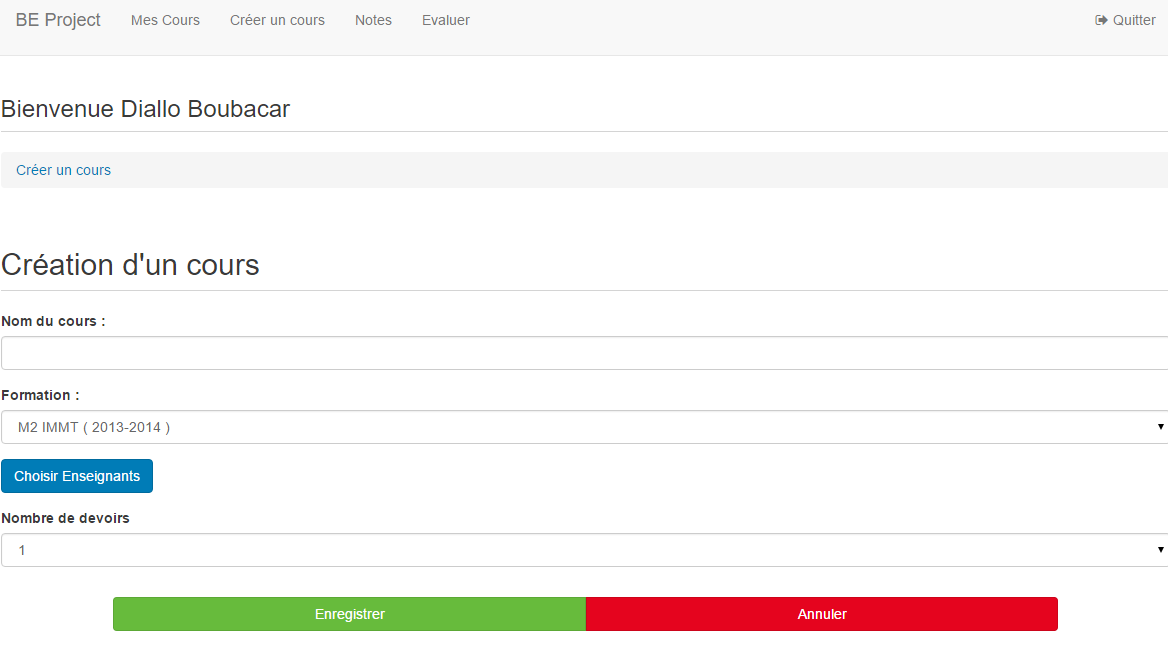 BE Project Mes Cours Créer un cours Notes Evaluer Quitter
Bienvenue Diallo Boubacar
Créer un cours
Création d'un cours
Nom du cours :
Formation :
M2 IMMT ( 2013-2014 )
Choisir Enseignants
Nombre de devoirs
1
Enregistrer Annuler